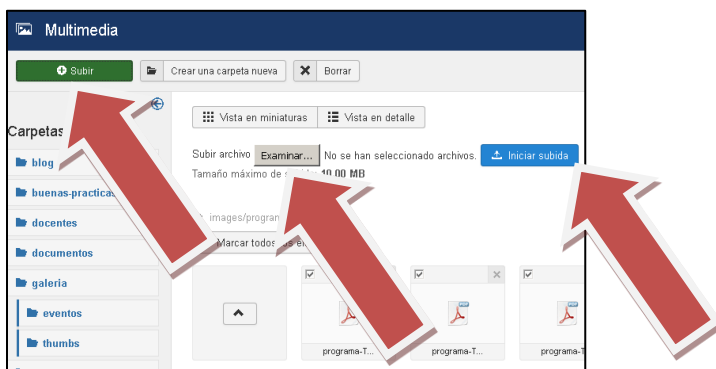 Multimedia
Subir
Crear una carpeta nueva
Borrar
Carpetas
blog
buenas-practicas
docentes
documentos
galeria
eventos
thumbs
Vista en miniaturas
Vista en detalle
Subir archivo Examinar... No se han seleccionado archivos. Iniciar subida
Tamaño máximo de 10.00 MB
images/program
Marcar todos
programa-T...
programa-T...
programa-T